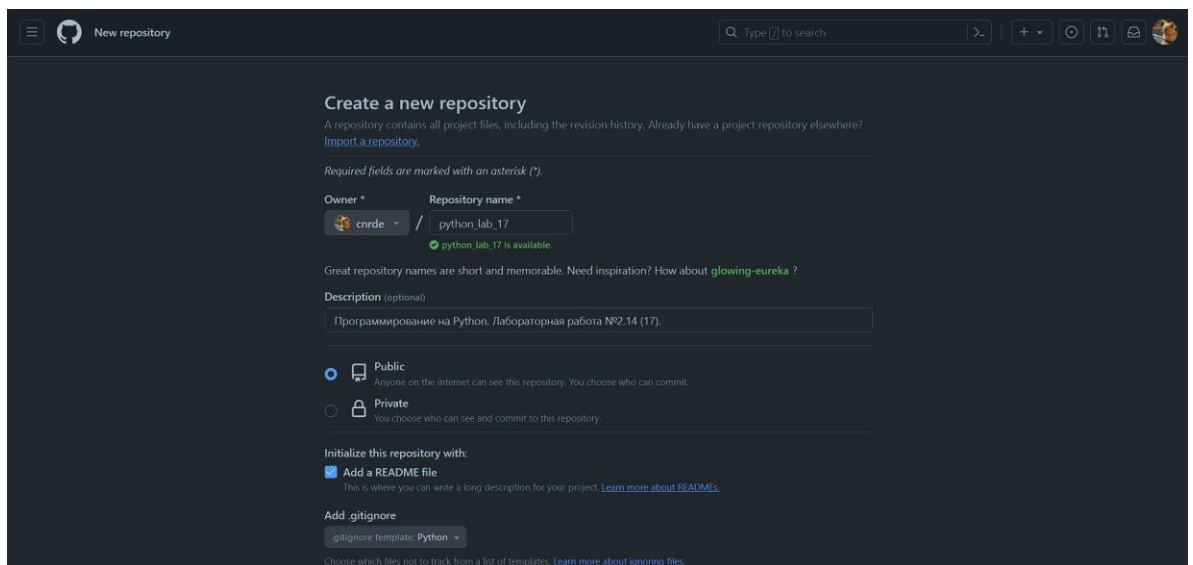 New repository
Type / to search
Create a new repository
A repository contains all project files, including the revision history. Already have a project repository elsewhere?
Import a repository.
Required fields are marked with an asterisk (*).
Owner * Repository name *
cnrde / python_lab_17
python_lab_17 is available.
Great repository names are short and memorable. Need inspiration? How about glowing-eureka ?
Description (optional)
Программирование на Python. Лабораторная работа №2.14 (17).
Public
Anyone on the internet can see this repository. You choose who can commit.
Private
You choose who can see and commit to this repository.
Initialize this repository with:
Add a README file
This is where you can write a long description for your project. Learn more about READMEs.
Add .gitignore
.gitignore template: Python
Choose which files not to track from a list of templates. Learn more about ignoring files.